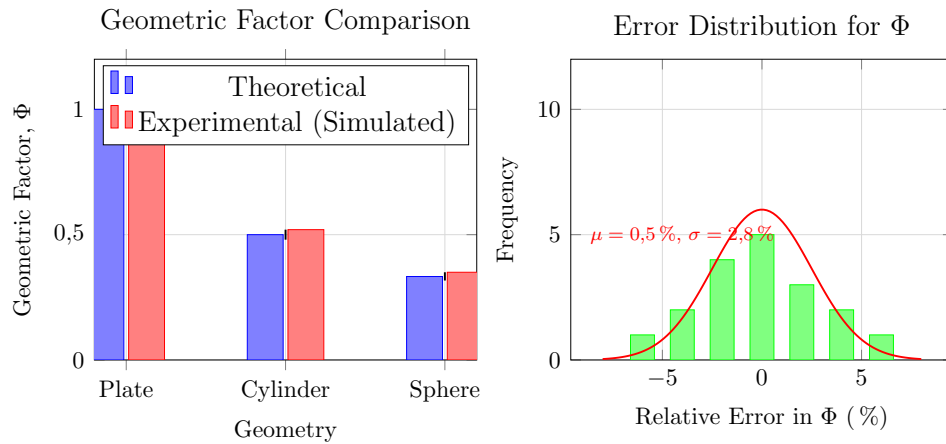 Geometric Factor Comparison
Theoretical
Experimental (Simulated)
Geometric Factor, Φ
1
0,5
0
Plate
Cylinder
Sphere
Geometry
Error Distribution for Φ
Frequency
10
5
0
μ = 0,5 %, σ = 2,8 %
−5
0
5
Relative Error in Φ (%)